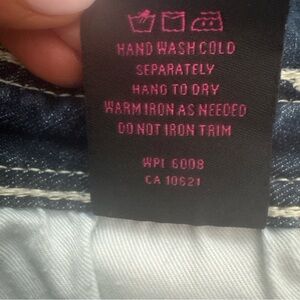 HAND WASH COLD
SEPARATELY
HANG TO DRY
WARM IRON AS NEEDED
DO NOT IRON TRIM
WPL 6008
CA 10621